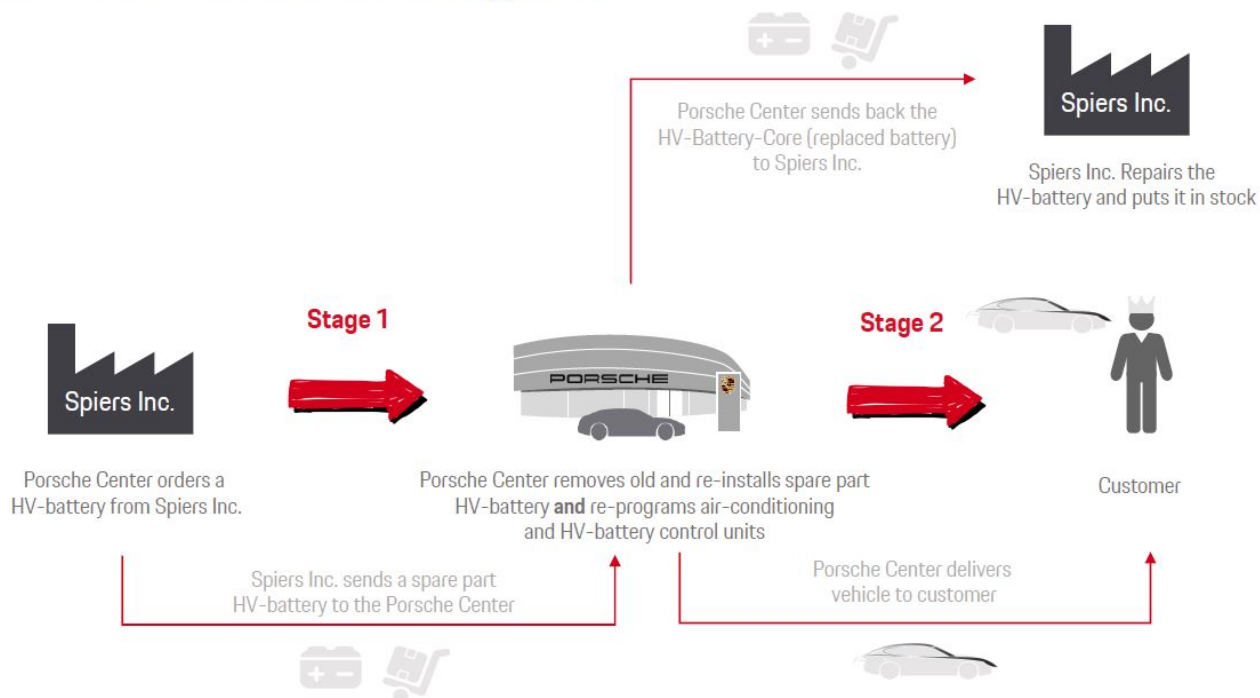 Porsche Center sends back the
HV-Battery-Core (replaced battery)
to Spiers Inc.
Spiers Inc.
Spiers Inc. Repairs the
HV-battery and puts it in stock
Stage 1
Stage 2
Spiers Inc.
PORSCHE
Porsche Center orders a
HV-battery from Spiers Inc.
Porsche Center removes old and re-installs spare part
HV-battery and re-programs air-conditioning
and HV-battery control units
Customer
Spiers Inc. sends a spare part
HV-battery to the Porsche Center
Porsche Center delivers
vehicle to customer